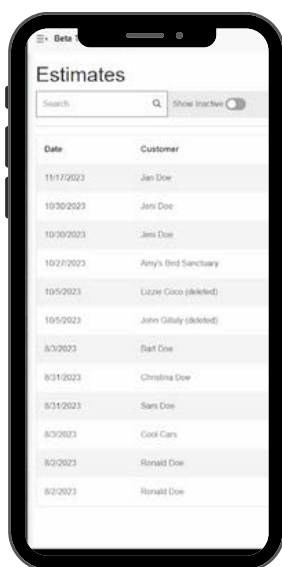 Beta
Estimates
Search
Show Inactive
Date Customer
11/17/2023 Jan Doe
10/30/2023 Jeni Doe
10/30/2023 Jeni Doe
10/27/2023 Amy's Bird Sanctuary
10/5/2023 Lizzie Coco (deleted)
10/5/2023 John Gilluly (deleted)
8/3/2023 Bart Doe
8/31/2023 Christina Doe
8/31/2023 Sam Doe
8/3/2023 Cool Cars
8/2/2023 Ronald Doe
8/2/2023 Ronald Doe